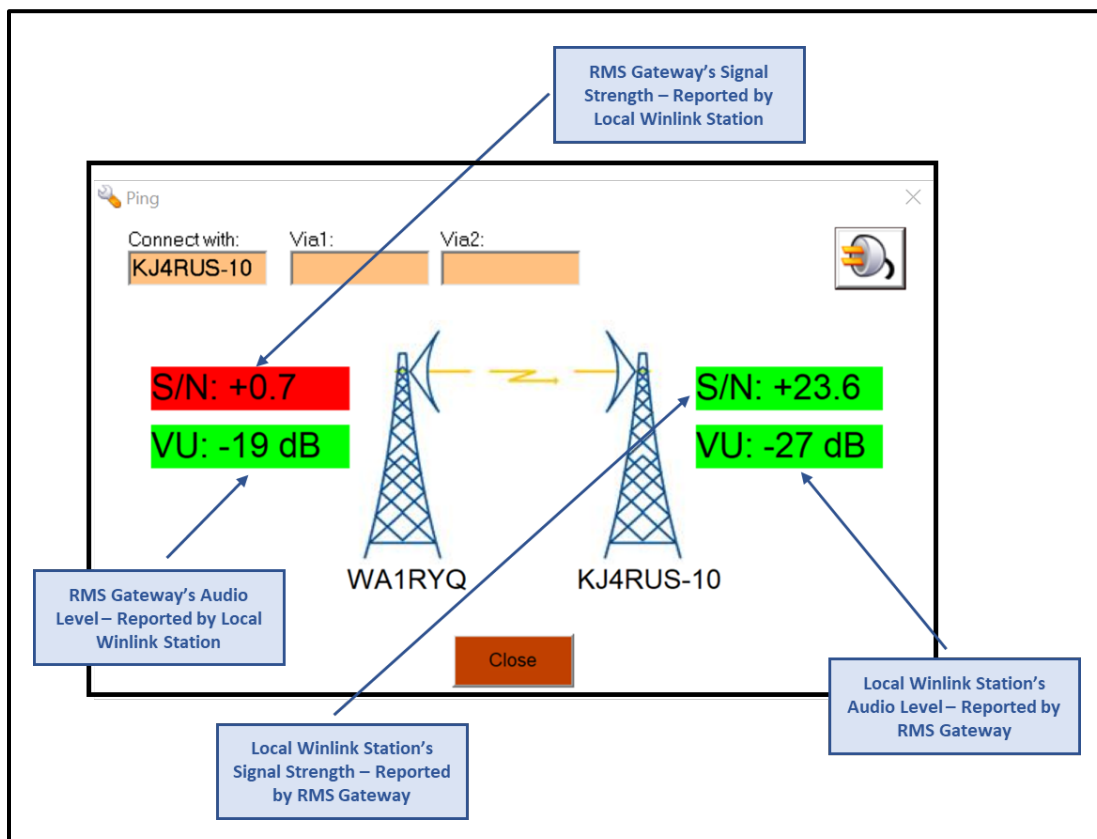 RMS Gateway's Signal
Strength – Reported by
Local Winlink Station
Ping
Connect with:
Via1:
Via2:
KJ4RUS-10
S/N: +0.7
S/N: +23.6
VU: -19 dB
VU: -27 dB
WA1RYQ
KJ4RUS-10
RMS Gateway's Audio
Level – Reported by Local
Winlink Station
Close
Local Winlink Station's
Audio Level – Reported by
RMS Gateway
Local Winlink Station's
Signal Strength – Reported
by RMS Gateway